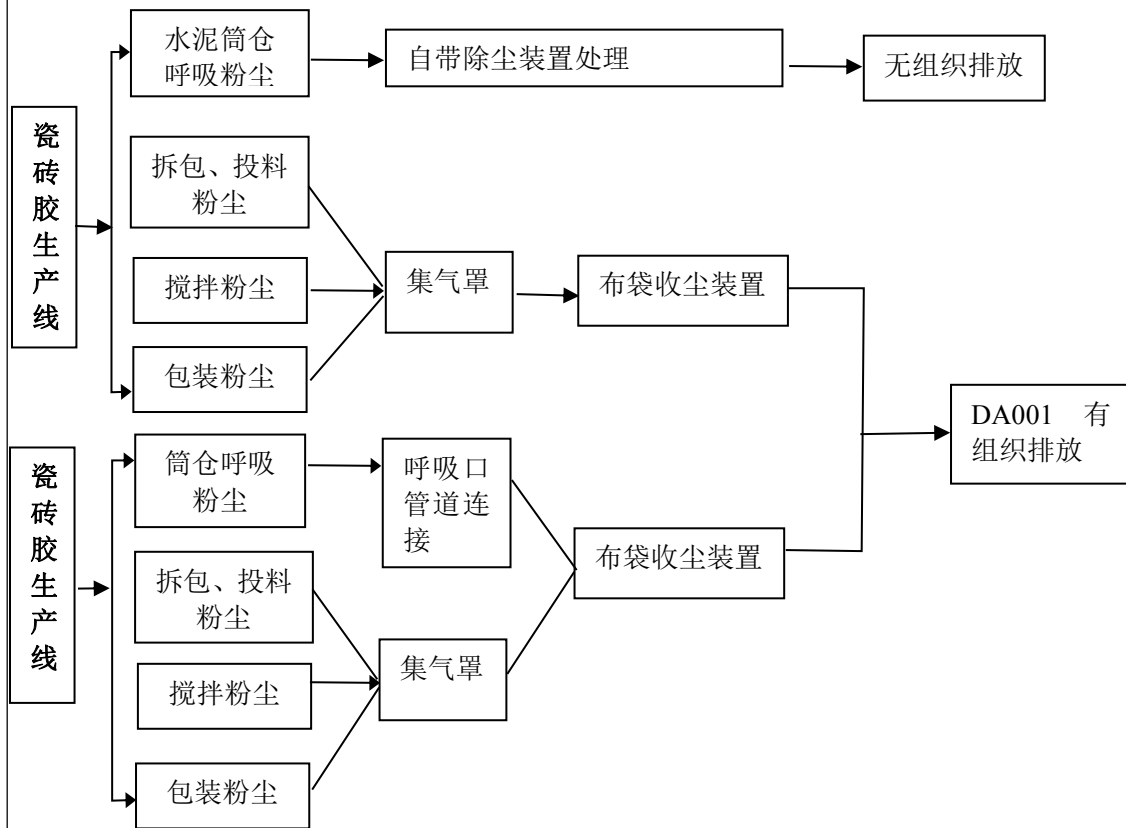 水泥筒仓
呼吸粉尘
自带除尘装置处理
无组织排放
瓷砖胶生产线
拆包、投料
粉尘
搅拌粉尘
包装粉尘
集气罩
布袋收尘装置
DA001 有
组织排放
瓷砖胶生产线
筒仓呼吸
粉尘
呼吸口
管道连
接
拆包、投料
粉尘
搅拌粉尘
包装粉尘
集气罩
布袋收尘装置